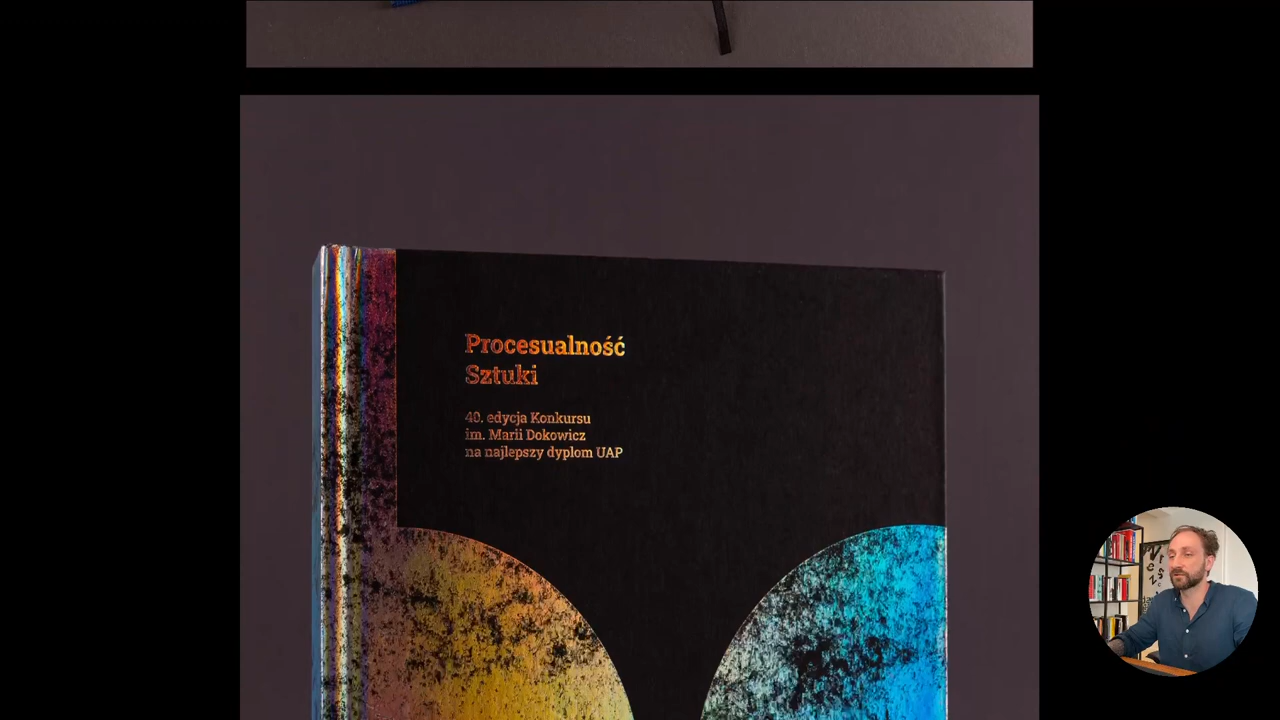 Procesualność
Sztuki
40. edycja Konkursu
im. Marii Dokowicz
na najlepszy dyplom UAP